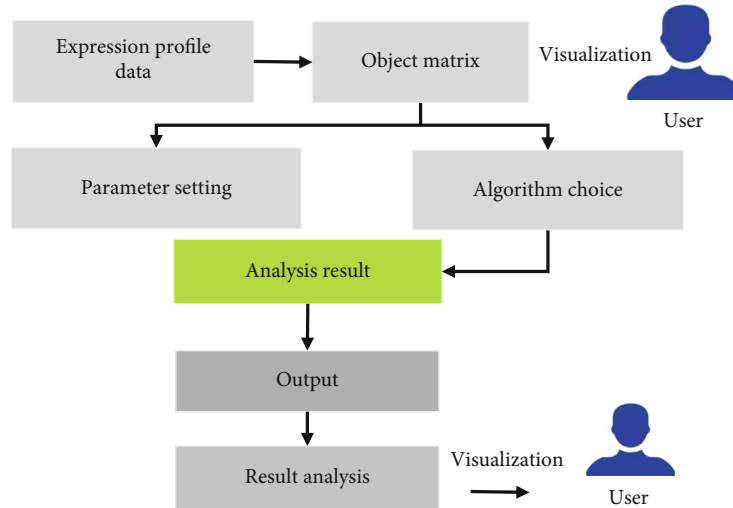 Expression profile
data
Object matrix
Visualization
User
Parameter setting
Algorithm choice
Analysis result
Output
Result analysis
Visualization
User